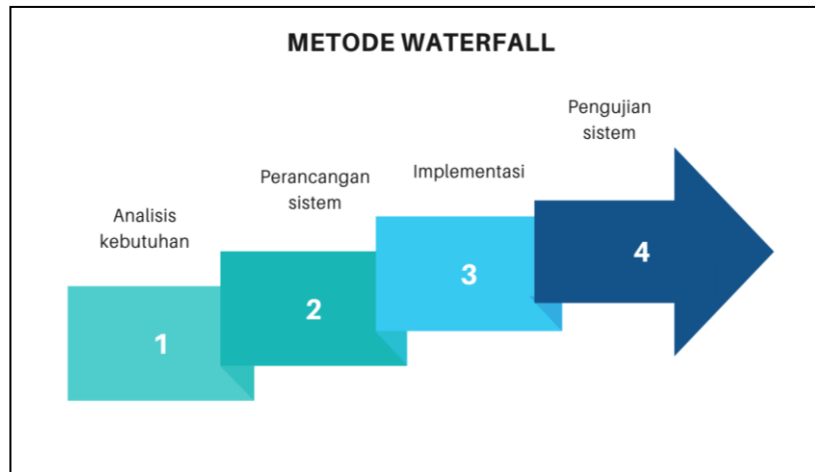 METODE WATERFALL
Analisis
kebutuhan
1
Perancangan
sistem
2
Implementasi
3
Pengujian
sistem
4